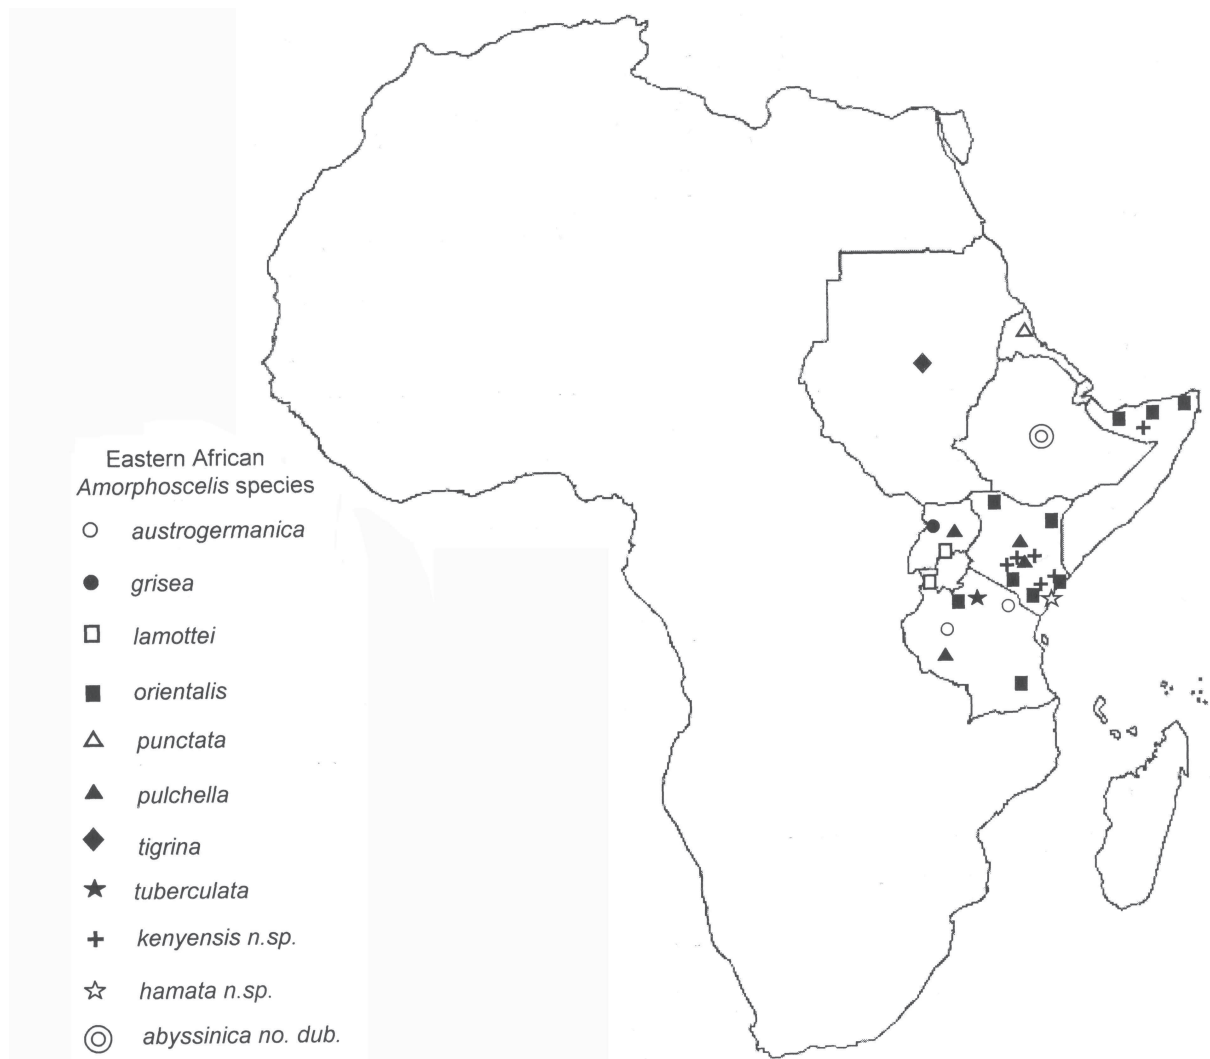 Eastern African
Amorphoscelis species
austrogermanica
grisea
lamottei
orientalis
punctata
pulchella
tigrina
tuberculata
kenyensis n.sp.
hamata n.sp.
abyssinica no. dub.